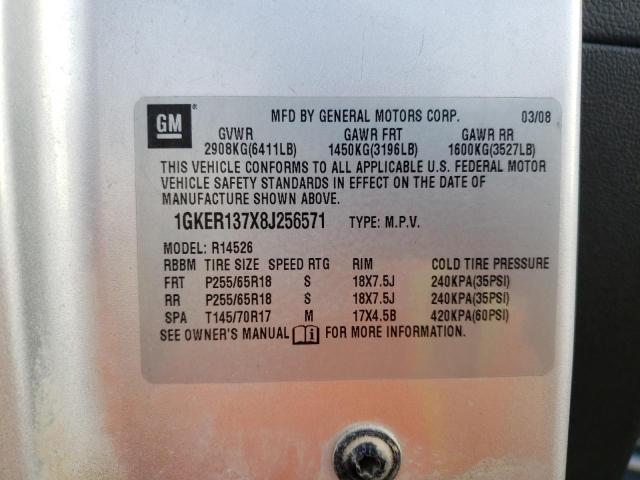 GM ® MFD BY GENERAL MOTORS CORP. 03/08
GVWR GAWR FRT GAWR RR
2908KG(6411LB) 1450KG(3196LB) 1600KG(3527LB)
THIS VEHICLE CONFORMS TO ALL APPLICABLE U.S. FEDERAL MOTOR
VEHICLE SAFETY STANDARDS IN EFFECT ON THE DATE OF
MANUFACTURE SHOWN ABOVE.
1GKER137X8J256571 TYPE: M.P.V.
MODEL: R14526
RBBM TIRE SIZE SPEED RTG RIM COLD TIRE PRESSURE
FRT P255/65R18 S 18X7.5J 240KPA(35PSI)
RR P255/65R18 S 18X7.5J 240KPA(35PSI)
SPA T145/70R17 M 17X4.5B 420KPA(60PSI)
SEE OWNER'S MANUAL i FOR MORE INFORMATION.